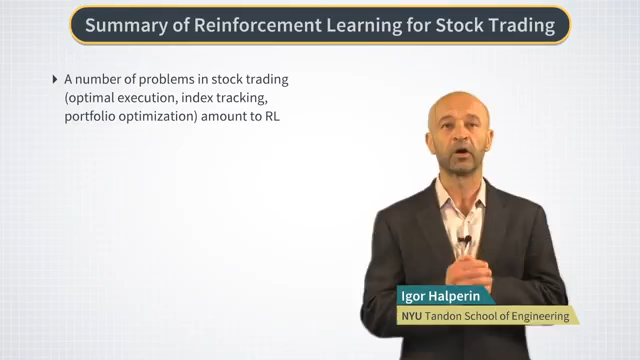 Summary of Reinforcement Learning for Stock Trading
A number of problems in stock trading
(optimal execution, index tracking,
portfolio optimization) amount to RL
Igor Halperin
NYU Tandon School of Engineering